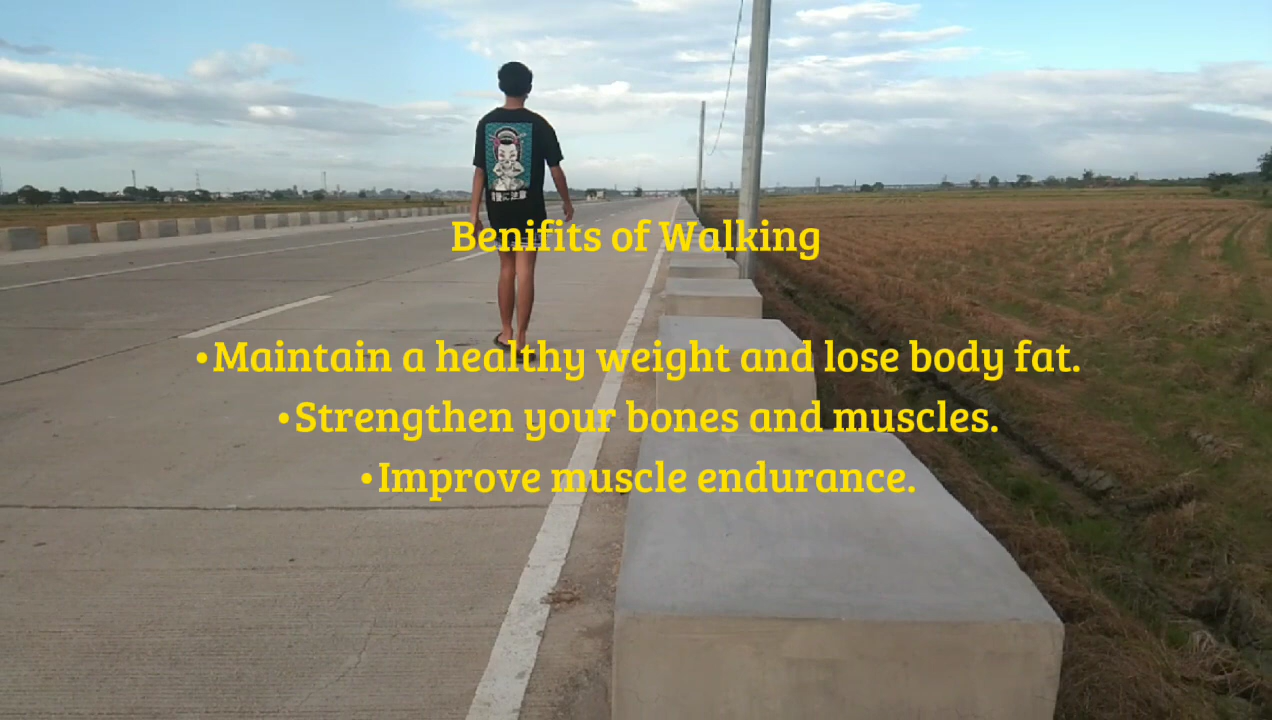 Benifits of Walking
•Maintain a healthy weight and lose body fat.
•Strengthen your bones and muscles.
•Improve muscle endurance.